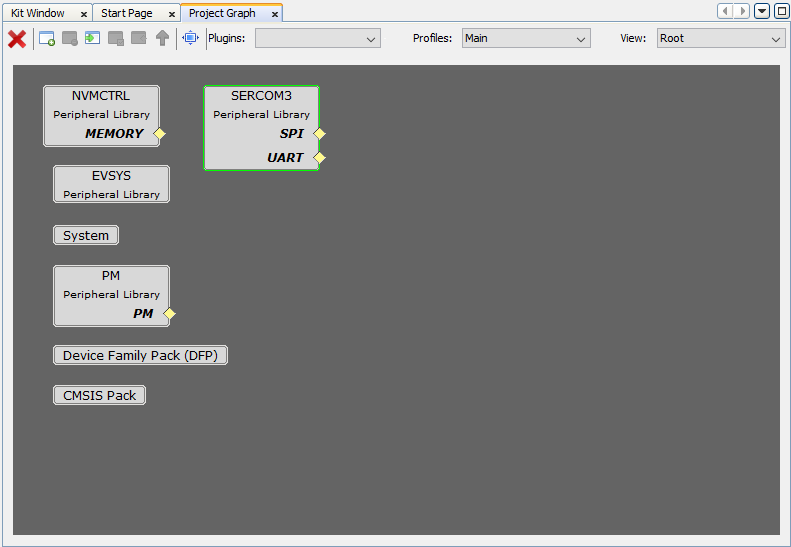 Kit Window
Start Page
Project Graph
Plugins:
Profiles: Main
View: Root
NVMCTRL
Peripheral Library
MEMORY
SERCOM3
Peripheral Library
SPI
UART
EVSYS
Peripheral Library
System
PM
Peripheral Library
PM
Device Family Pack (DFP)
CMSIS Pack